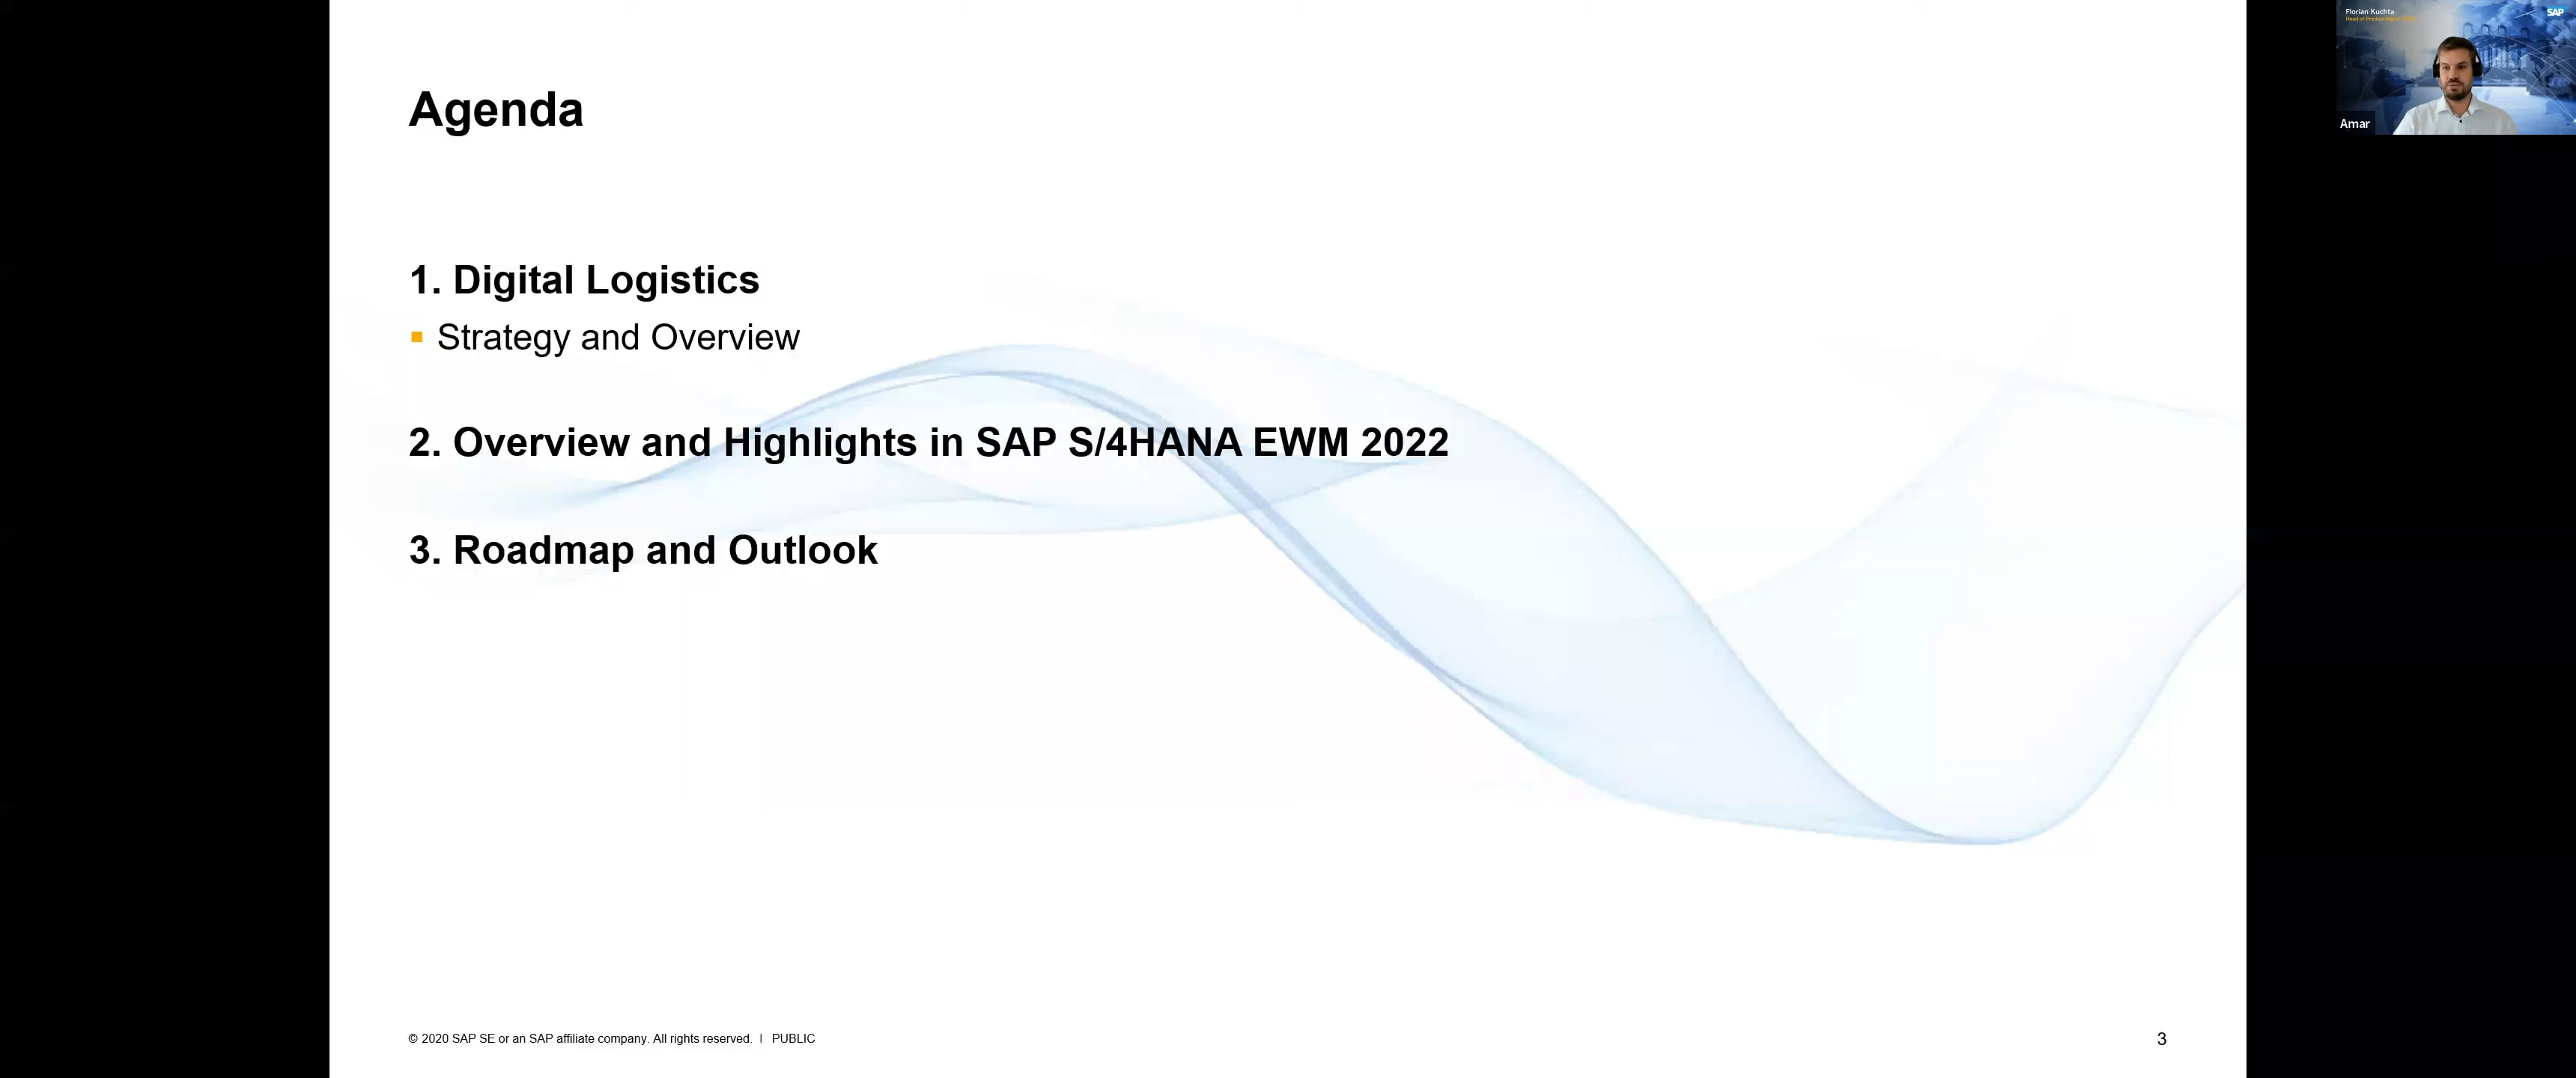 Agenda
1. Digital Logistics
Strategy and Overview
2. Overview and Highlights in SAP S/4HANA EWM 2022
3. Roadmap and Outlook
© 2020 SAP SE or an SAP affiliate company. All rights reserved. | PUBLIC
3
Florian Kuchta
SAP
Amar